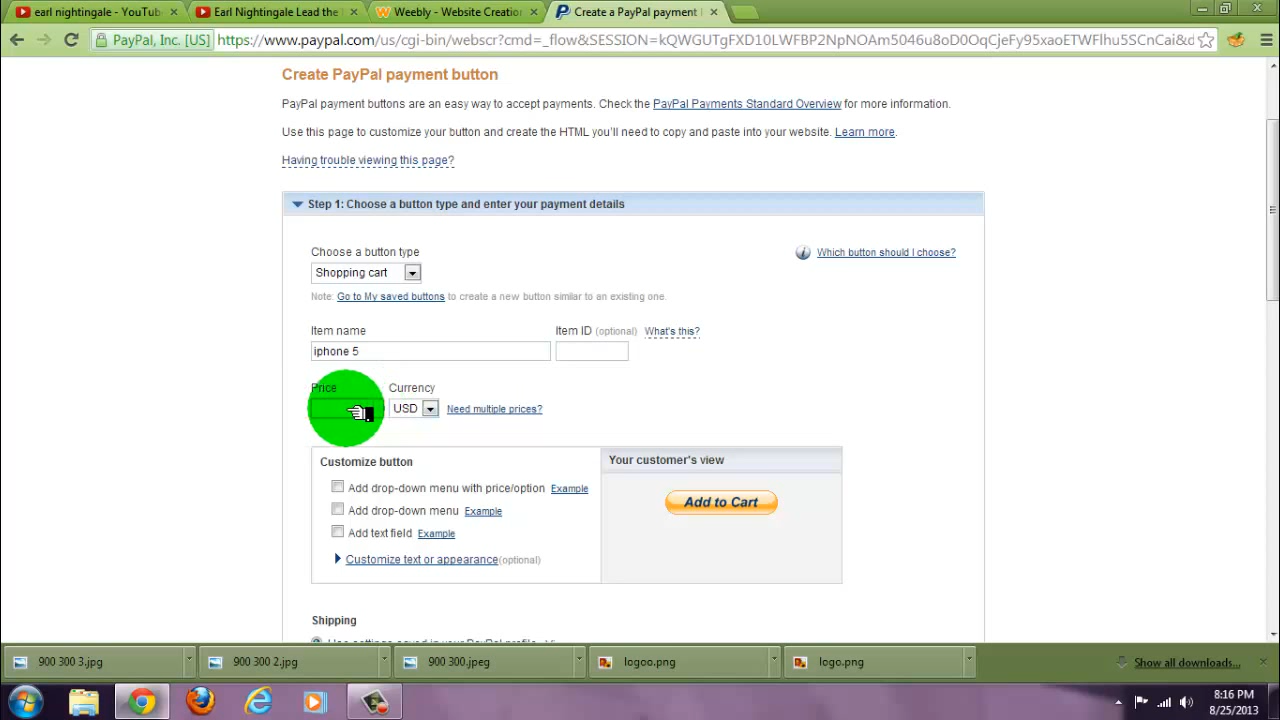 earl nightingale - YouTub
Earl Nightingale Lead the
Weebly - Website Creation
Create a PayPal payment
PayPal, Inc. [US]
https://www.paypal.com/us/cgi-bin/webscr?cmd=_flow&SESSION=kQWGUTgFXD10LWFBP2NpNOAm5046u8oD0OqCjeFy95xaoETWFlhu5SCnCai&d
Create PayPal payment button
PayPal payment buttons are an easy way to accept payments. Check the PayPal Payments Standard Overview for more information.
Use this page to customize your button and create the HTML you'll need to copy and paste into your website. Learn more.
Having trouble viewing this page?
Step 1: Choose a button type and enter your payment details
Choose a button type
Which button should I choose?
Shopping cart
Note: Go to My saved buttons to create a new button similar to an existing one.
Item name
Item ID (optional) What's this?
iphone 5
Price
Currency
USD
Need multiple prices?
Customize button
Your customer's view
Add drop-down menu with price/option Example
Add to Cart
Add drop-down menu Example
Add text field Example
Customize text or appearance(optional)
Shipping
Use settings saved in your PayPal profile.
900 300 3.jpg
900 300 2.jpg
900 300.jpeg
logoo.png
logo.png
Show all downloads...
8:16 PM
8/25/2013